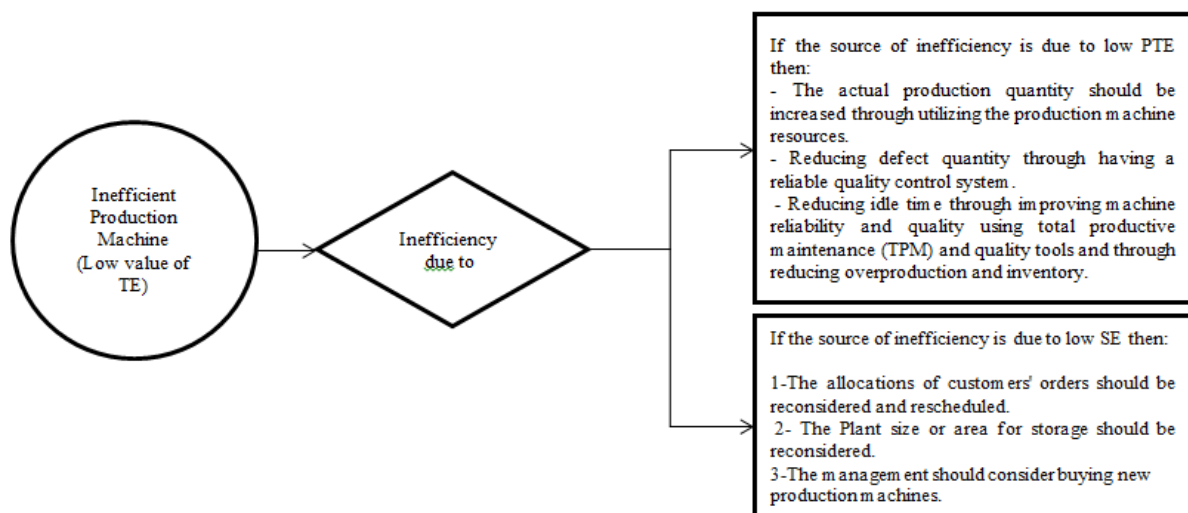 Inefficient
Production
Machine
(Low value of
TE)
Inefficiency
due to
If the source of inefficiency is due to low PTE
then:
- The actual production quantity should be
increased through utilizing the production machine
resources.
- Reducing defect quantity through having a
reliable quality control system.
- Reducing idle time through improving machine
reliability and quality using total productive
maintenance (TPM) and quality tools and through
reducing overproduction and inventory.
If the source of inefficiency is due to low SE then:
1-The allocations of customers' orders should be
reconsidered and rescheduled.
2- The Plant size or area for storage should be
reconsidered.
3-The management should consider buying new
production machines.